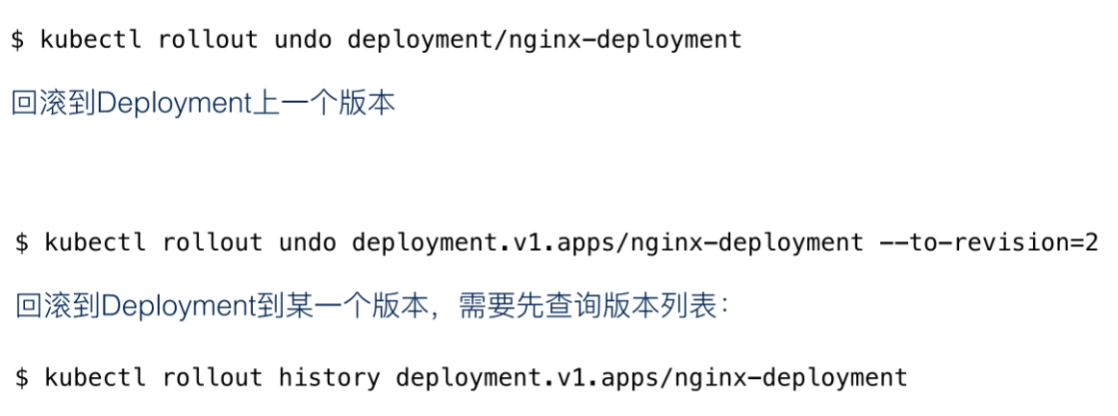 $ kubectl rollout undo deployment/nginx-deployment
回滚到Deployment上一个版本
$ kubectl rollout undo deployment.v1.apps/nginx-deployment --to-revision=2
回滚到Deployment到某一个版本，需要先查询版本列表：
$ kubectl rollout history deployment.v1.apps/nginx-deployment